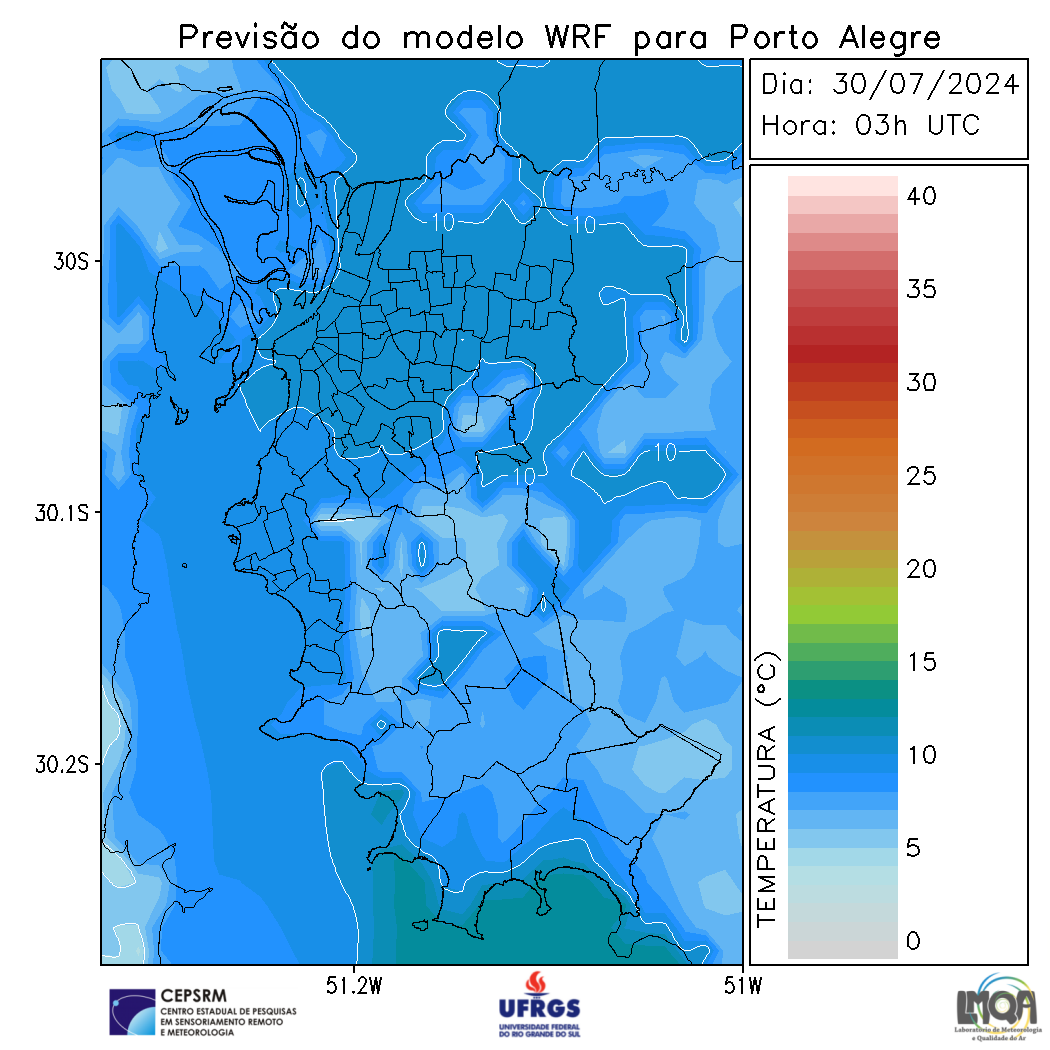 Previsão do modelo WRF para Porto Alegre
Dia: 30/07/2024
Hora: 03h UTC
10
10
10
10
30S
30.1S
30.2S
51.2W
51W
TEMPERATURA (°C)
40
35
30
25
20
15
10
5
0
CEPSRM
CENTRO ESTADUAL DE PESQUISAS
EM SENSORIAMENTO REMOTO
E METEOROLOGIA
UFRGS
UNIVERSIDADE FEDERAL
DO RIO GRANDE DO SUL
LMQA
Laboratório de Meteorologia
e Qualidade do Ar